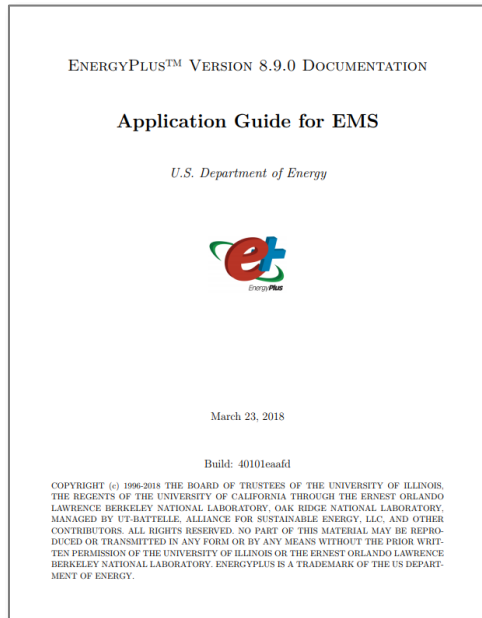 ENERGYPLUS™ VERSION 8.9.0 DOCUMENTATION
Application Guide for EMS
U.S. Department of Energy
et
EnergyPlus
March 23, 2018
Build: 40101eaafd
COPYRIGHT (c) 1996-2018 THE BOARD OF TRUSTEES OF THE UNIVERSITY OF ILLINOIS,
THE REGENTS OF THE UNIVERSITY OF CALIFORNIA THROUGH THE ERNEST ORLANDO
LAWRENCE BERKELEY NATIONAL LABORATORY, OAK RIDGE NATIONAL LABORATORY,
MANAGED BY UT-BATTELLE, ALLIANCE FOR SUSTAINABLE ENERGY, LLC, AND OTHER
CONTRIBUTORS. ALL RIGHTS RESERVED. NO PART OF THIS MATERIAL MAY BE REPRO-
DUCED OR TRANSMITTED IN ANY FORM OR BY ANY MEANS WITHOUT THE PRIOR WRIT-
TEN PERMISSION OF THE UNIVERSITY OF ILLINOIS OR THE ERNEST ORLANDO LAWRENCE
BERKELEY NATIONAL LABORATORY. ENERGYPLUS IS A TRADEMARK OF THE US DEPART-
MENT OF ENERGY.